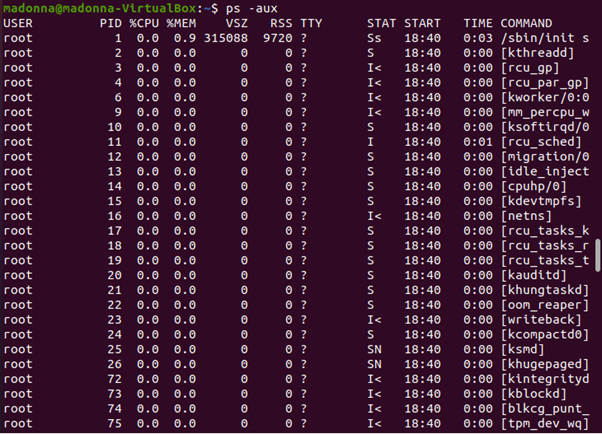 madonna@madonna-VirtualBox:~$ ps -aux
USER PID %CPU %MEM VSZ RSS TTY STAT START TIME COMMAND
root 1 0.0 0.9 315088 9720 ? Ss 18:40 0:03 /sbin/init s
root 2 0.0 0.0 0 0 ? S 18:40 0:00 [kthreadd]
root 3 0.0 0.0 0 0 ? I< 18:40 0:00 [rcu_gp]
root 4 0.0 0.0 0 0 ? I< 18:40 0:00 [rcu_par_gp]
root 6 0.0 0.0 0 0 ? I< 18:40 0:00 [kworker/0:0
root 9 0.0 0.0 0 0 ? I< 18:40 0:00 [mm_percpu_w
root 10 0.0 0.0 0 0 ? S 18:40 0:00 [ksoftirqd/0
root 11 0.0 0.0 0 0 ? I 18:40 0:01 [rcu_sched]
root 12 0.0 0.0 0 0 ? S 18:40 0:00 [migration/0
root 13 0.0 0.0 0 0 ? S 18:40 0:00 [idle_inject
root 14 0.0 0.0 0 0 ? S 18:40 0:00 [cpuhp/0]
root 15 0.0 0.0 0 0 ? S 18:40 0:00 [kdevtmpfs]
root 16 0.0 0.0 0 0 ? I< 18:40 0:00 [netns]
root 17 0.0 0.0 0 0 ? S 18:40 0:00 [rcu_tasks_k
root 18 0.0 0.0 0 0 ? S 18:40 0:00 [rcu_tasks_r
root 19 0.0 0.0 0 0 ? S 18:40 0:00 [rcu_tasks_t
root 20 0.0 0.0 0 0 ? S 18:40 0:00 [kauditd]
root 21 0.0 0.0 0 0 ? S 18:40 0:00 [khungtaskd]
root 22 0.0 0.0 0 0 ? S 18:40 0:00 [oom_reaper]
root 23 0.0 0.0 0 0 ? I< 18:40 0:00 [writeback]
root 24 0.0 0.0 0 0 ? S 18:40 0:00 [kcompactd0]
root 25 0.0 0.0 0 0 ? SN 18:40 0:00 [ksmd]
root 26 0.0 0.0 0 0 ? SN 18:40 0:00 [khugepaged]
root 72 0.0 0.0 0 0 ? I< 18:40 0:00 [kintegrityd
root 73 0.0 0.0 0 0 ? I< 18:40 0:00 [kblockd]
root 74 0.0 0.0 0 0 ? I< 18:40 0:00 [blkcg_punt_
root 75 0.0 0.0 0 0 ? I< 18:40 0:00 [tpm_dev_wq]